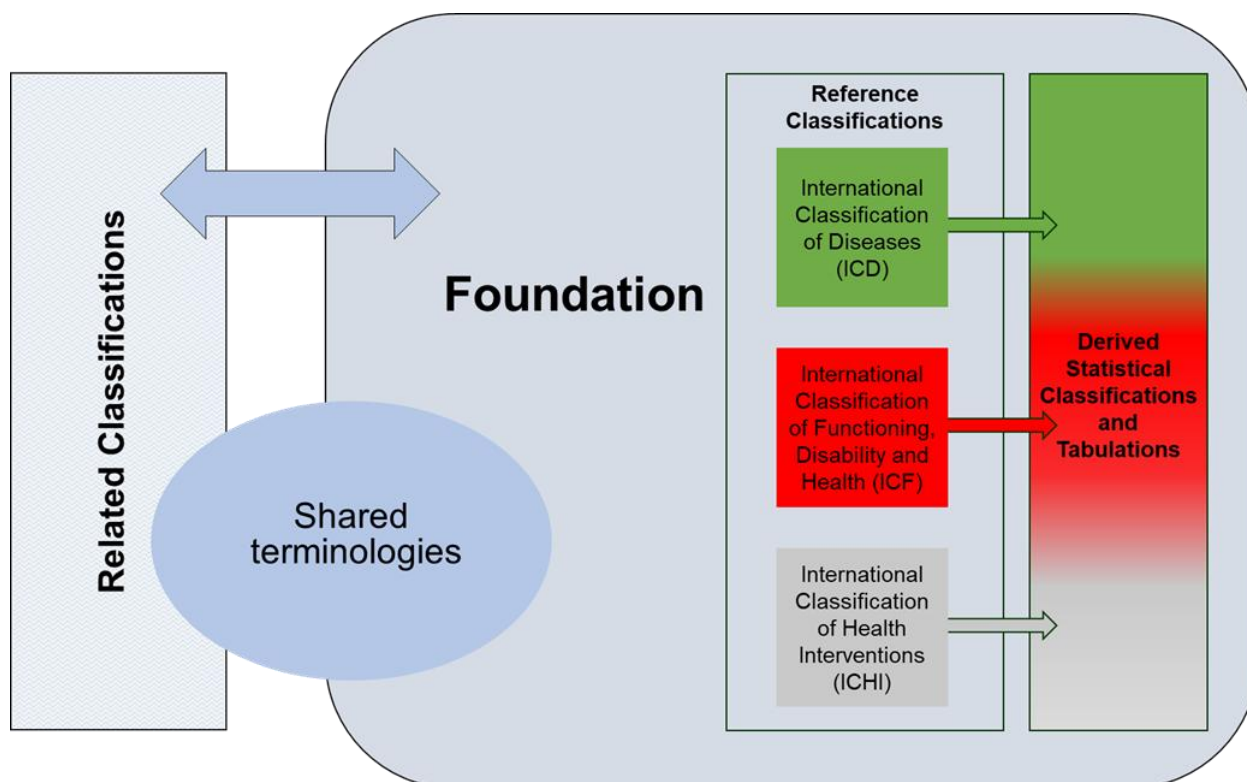 Related Classifications
Foundation
Shared
terminologies
Reference
Classifications
International
Classification
of Diseases
(ICD)
International
Classification
of Functioning,
Disability and
Health (ICF)
International
Classification
of Health
Interventions
(ICHI)
Derived
Statistical
Classifications
and
Tabulations